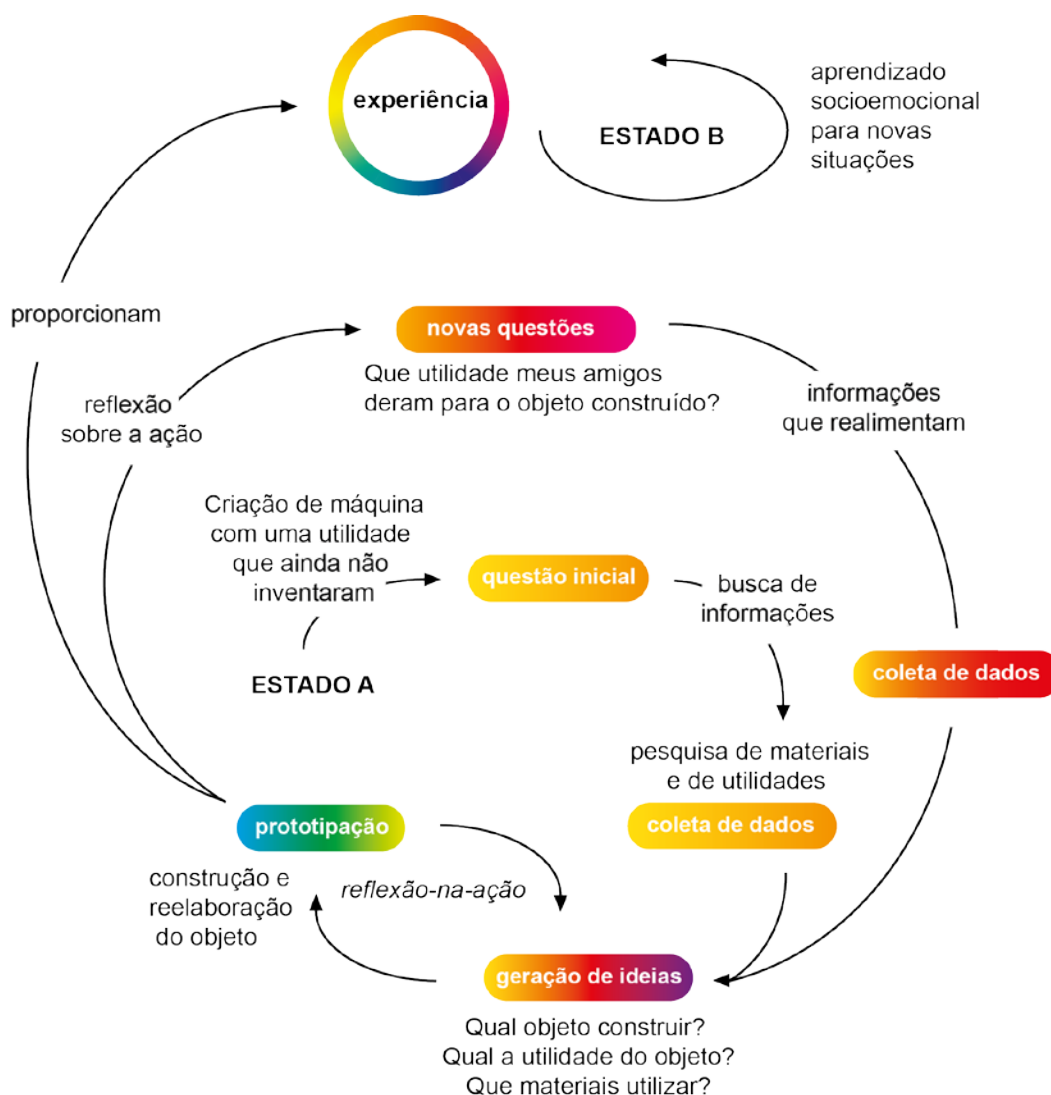 experiência
ESTADO B
aprendizado
socioemocional
para novas
situações
proporcionam
novas questões
Que utilidade meus amigos
deram para o objeto construído?
reflexão
sobre a ação
informações
que realimentam
Criação de máquina
com uma utilidade
que ainda não
inventaram
questão inicial
busca de
informações
ESTADO A
coleta de dados
pesquisa de materiais
e de utilidades
coleta de dados
prototipação
construção e
reelaboração
do objeto
reflexão-na-ação
geração de ideias
Qual objeto construir?
Qual a utilidade do objeto?
Que materiais utilizar?